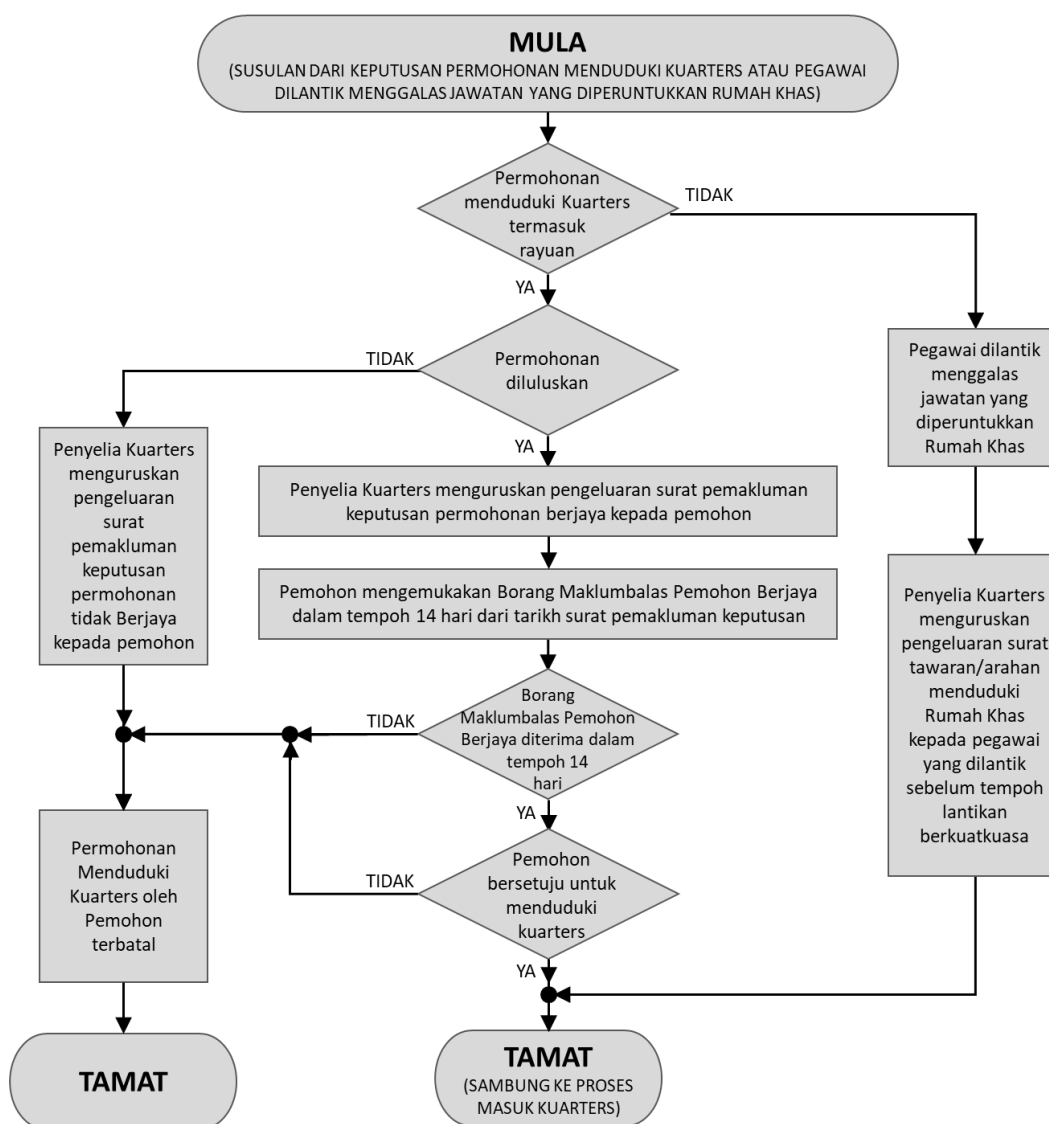 MULA
(SUSULAN DARI KEPUTUSAN PERMOHONAN MENDUDUKI KUARTERS ATAU PEGAWAI
DILANTIK MENGGALAS JAWATAN YANG DIPERUNTUKKAN RUMAH KHAS)
Permohonan
menduduki Kuarters
termasuk
rayuan
TIDAK
YA
Permohonan
diluluskan
TIDAK
YA
Pegawai dilantik
menggalas
jawatan yang
diperuntukkan
Rumah Khas
Penyelia Kuarters
menguruskan
pengeluaran
surat
pemakluman
keputusan
permohonan
tidak Berjaya
kepada pemohon
Penyelia Kuarters menguruskan pengeluaran surat pemakluman
keputusan permohonan berjaya kepada pemohon
Pemohon mengemukakan Borang Maklumbalas Pemohon Berjaya
dalam tempoh 14 hari dari tarikh surat pemakluman keputusan
Penyelia Kuarters
menguruskan
pengeluaran surat
tawaran/arahan
menduduki
Rumah Khas
kepada pegawai
yang dilantik
sebelum tempoh
lantikan
berkuatkuasa
Borang
Maklumbalas Pemohon
Berjaya diterima dalam
tempoh 14
hari
TIDAK
YA
Permohonan
Menduduki
Kuarters oleh
Pemohon
terbatal
Pemohon
bersetuju untuk
menduduki
kuarters
TIDAK
YA
TAMAT
TAMAT
(SAMBUNG KE PROSES
MASUK KUARTERS)